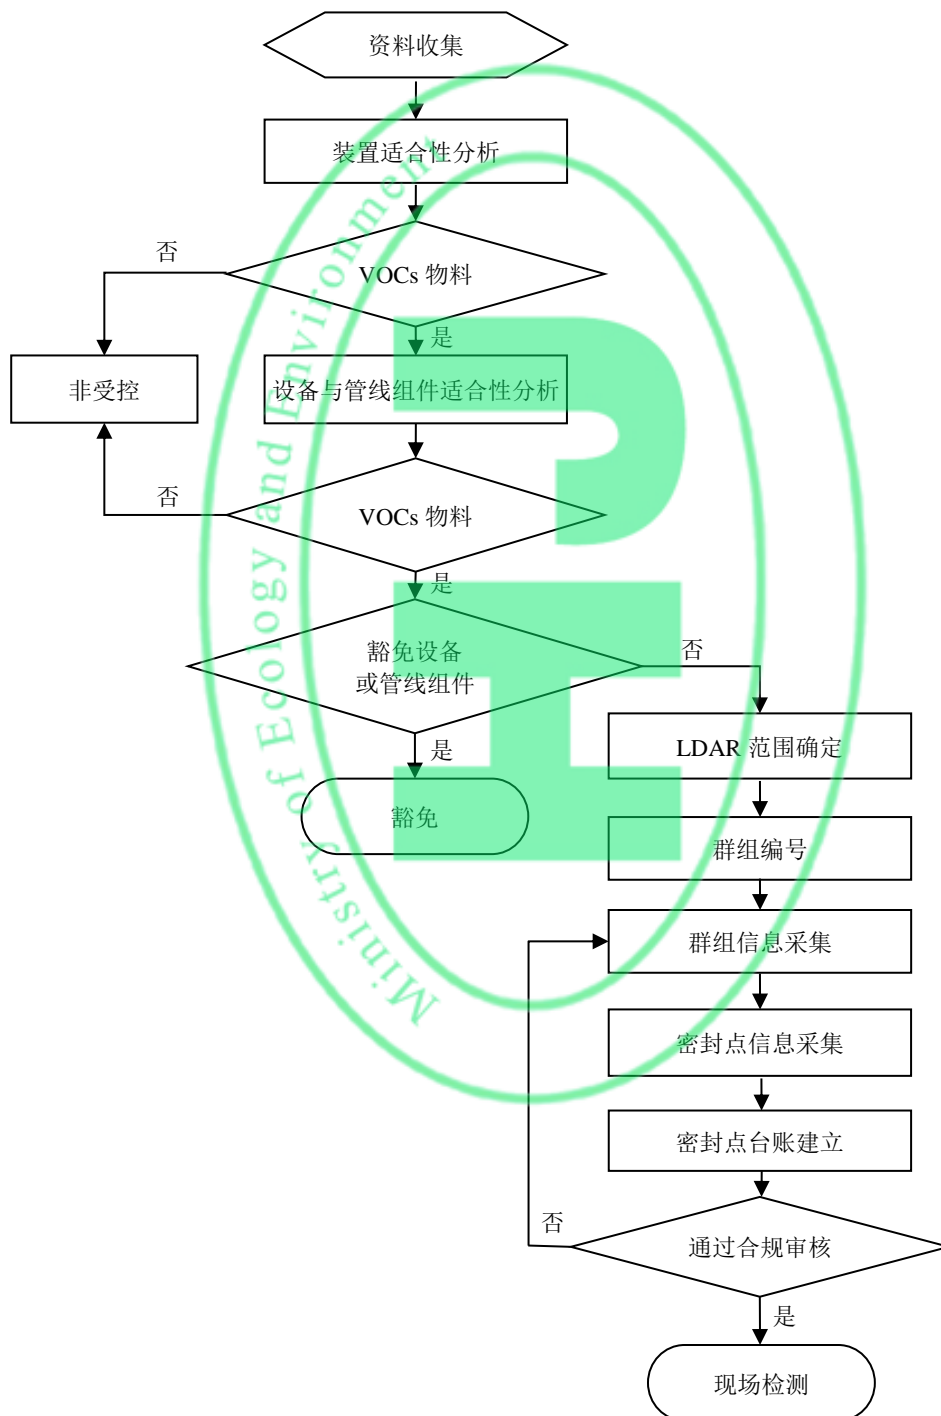 资料收集
装置适合性分析
VOCs 物料
否
是
非受控
设备与管线组件适合性分析
VOCs 物料
否
是
豁免设备
或管线组件
否
是
豁免
LDAR 范围确定
群组编号
群组信息采集
密封点信息采集
密封点台账建立
通过合规审核
否
是
现场检测
Ministry of Ecology and Environment
HJ